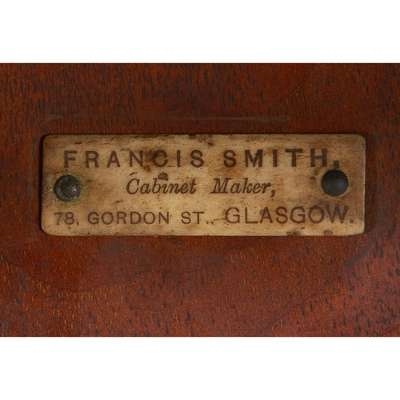 FRANCIS SMITH,
Cabinet Maker,
78, GORDON ST., GLASGOW.